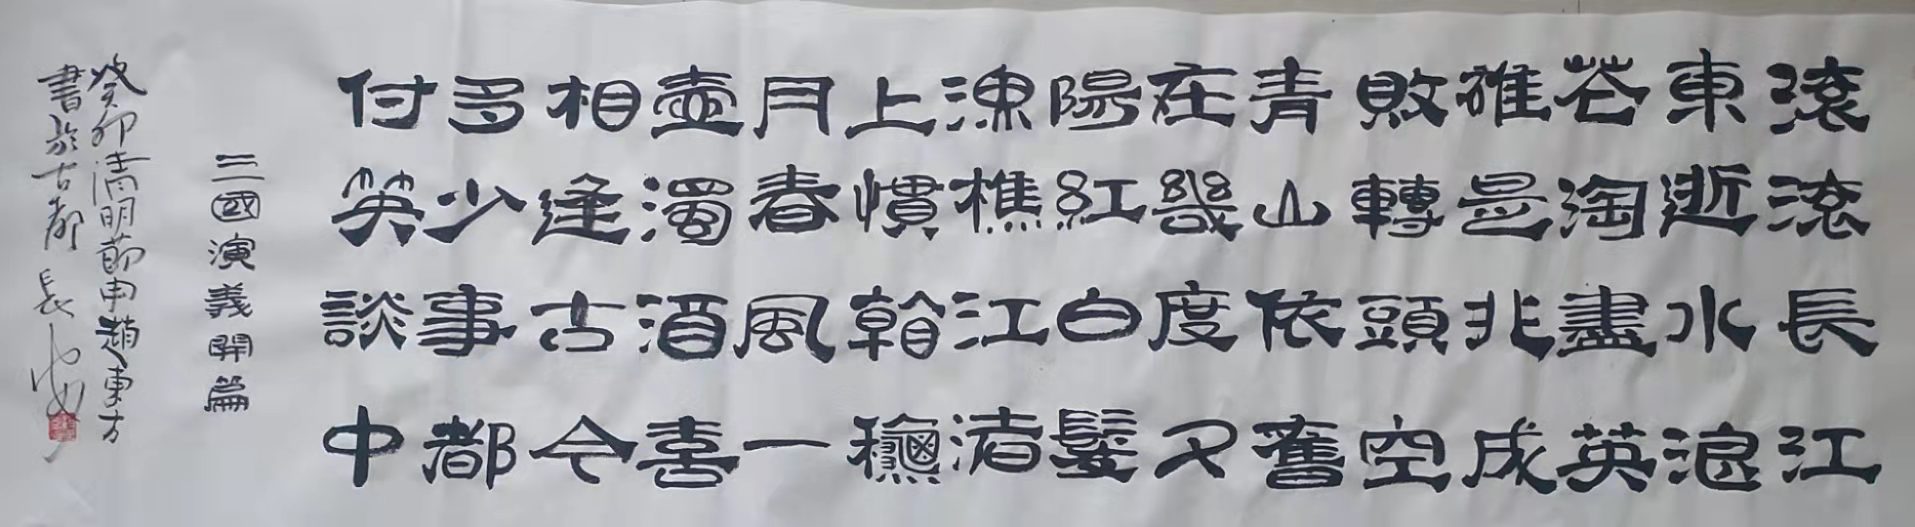 滚滚長江
東逝水浪
花淘盡英
雄是非成
敗轉頭空
青山依舊
在幾度夕
陽紅白髮
漁樵江渚
上慣看龝
月春風一
壺濁酒喜
相逢古今
多少事都
付笑談中
三國演義開篇
癸卯清明節申趙東方
書於古都長安